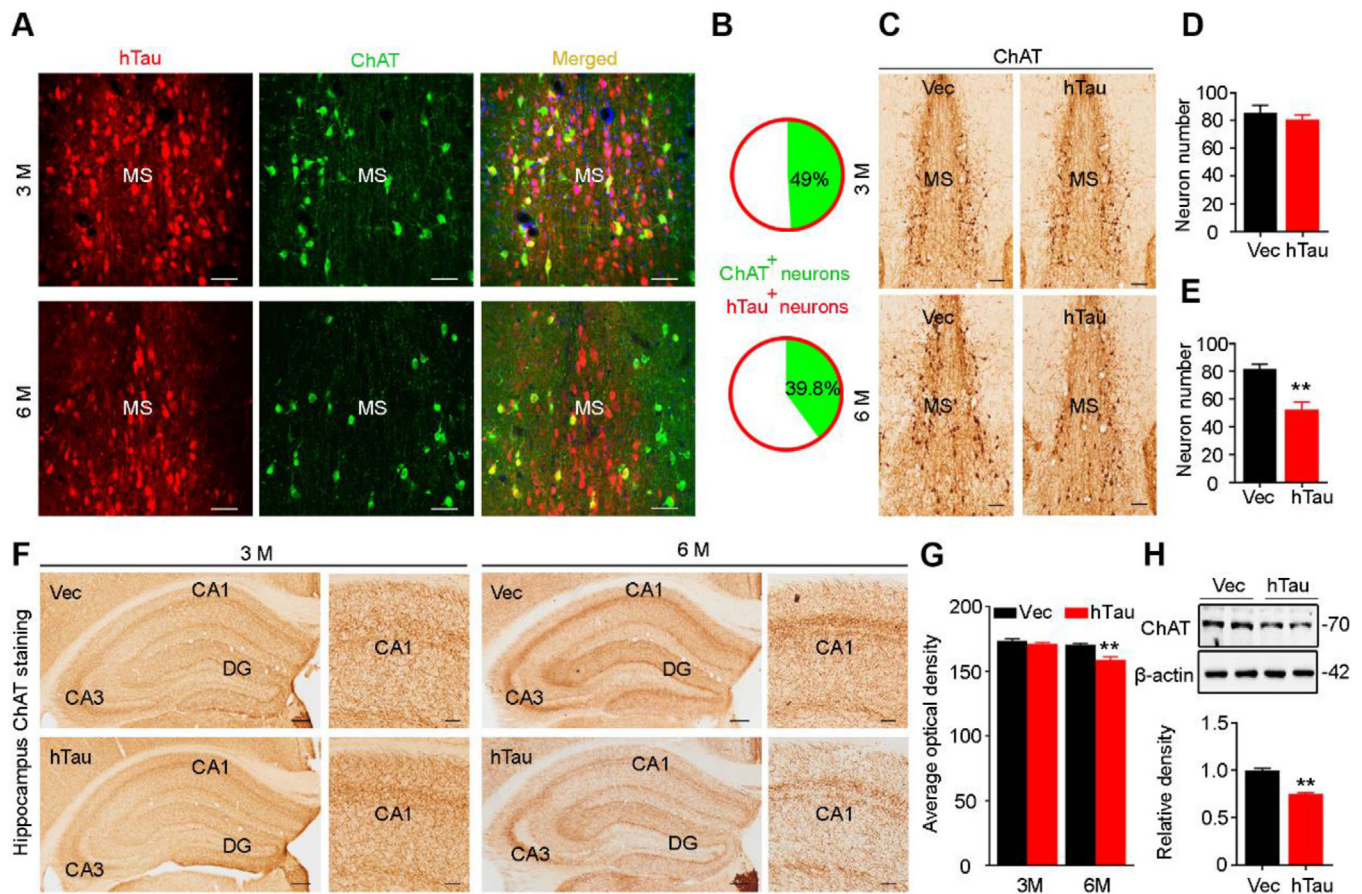 A
hTau
ChAT
Merged
3 M
MS
MS
MS
6 M
MS
MS
B
49%
ChAT+ neurons
hTau+ neurons
39.8%
C
ChAT
3 M
Vec
hTau
MS
MS
6 M
Vec
hTau
MS
MS
D
Neuron number
100
80
60
40
20
0
Vec hTau
E
Neuron number
100
80
60
40
20
0
**
Vec hTau
F
Hippocampus ChAT staining
3 M
6 M
Vec
CA1
DG
CA3
CA1
CA1
DG
CA3
CA1
hTau
CA1
DG
CA3
CA1
CA1
DG
CA3
CA1
G
Average optical density
200
150
100
50
0
Vec
hTau
**
3M
6M
H
Vec
hTau
ChAT
-70
β-actin
-42
Relative density
1.5
1.0
0.5
0.0
**
Vec hTau